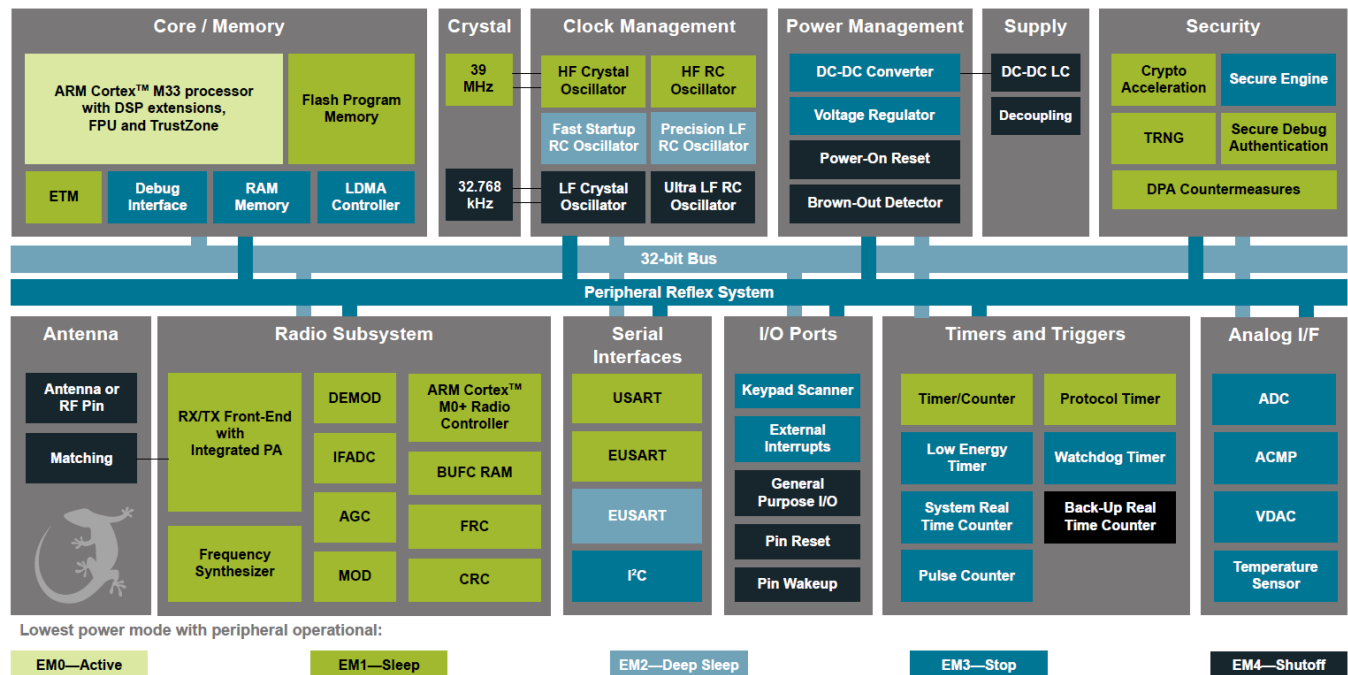 Core / Memory
ARM Cortex™ M33 processor
with DSP extensions,
FPU and TrustZone
Flash Program
Memory
ETM
Debug
Interface
RAM
Memory
LDMA
Controller
Crystal
39
MHz
32.768
kHz
Clock Management
HF Crystal
Oscillator
HF RC
Oscillator
Fast Startup
RC Oscillator
Precision LF
RC Oscillator
LF Crystal
Oscillator
Ultra LF RC
Oscillator
Power Management
DC-DC Converter
Voltage Regulator
Power-On Reset
Brown-Out Detector
Supply
DC-DC LC
Decoupling
Security
Crypto
Acceleration
Secure Engine
TRNG
Secure Debug
Authentication
DPA Countermeasures
32-bit Bus
Peripheral Reflex System
Antenna
Antenna or
RF Pin
Matching
Radio Subsystem
RX/TX Front-End
with
Integrated PA
Frequency
Synthesizer
DEMOD
IFADC
AGC
MOD
ARM Cortex™
M0+ Radio
Controller
BUFC RAM
FRC
CRC
Serial
Interfaces
USART
EUSART
EUSART
I²C
I/O Ports
Keypad Scanner
External
Interrupts
General
Purpose I/O
Pin Reset
Pin Wakeup
Timers and Triggers
Timer/Counter
Protocol Timer
Low Energy
Timer
Watchdog Timer
System Real
Time Counter
Back-Up Real
Time Counter
Pulse Counter
Analog I/F
ADC
ACMP
VDAC
Temperature
Sensor
Lowest power mode with peripheral operational:
EM0—Active
EM1—Sleep
EM2—Deep Sleep
EM3—Stop
EM4—Shutoff